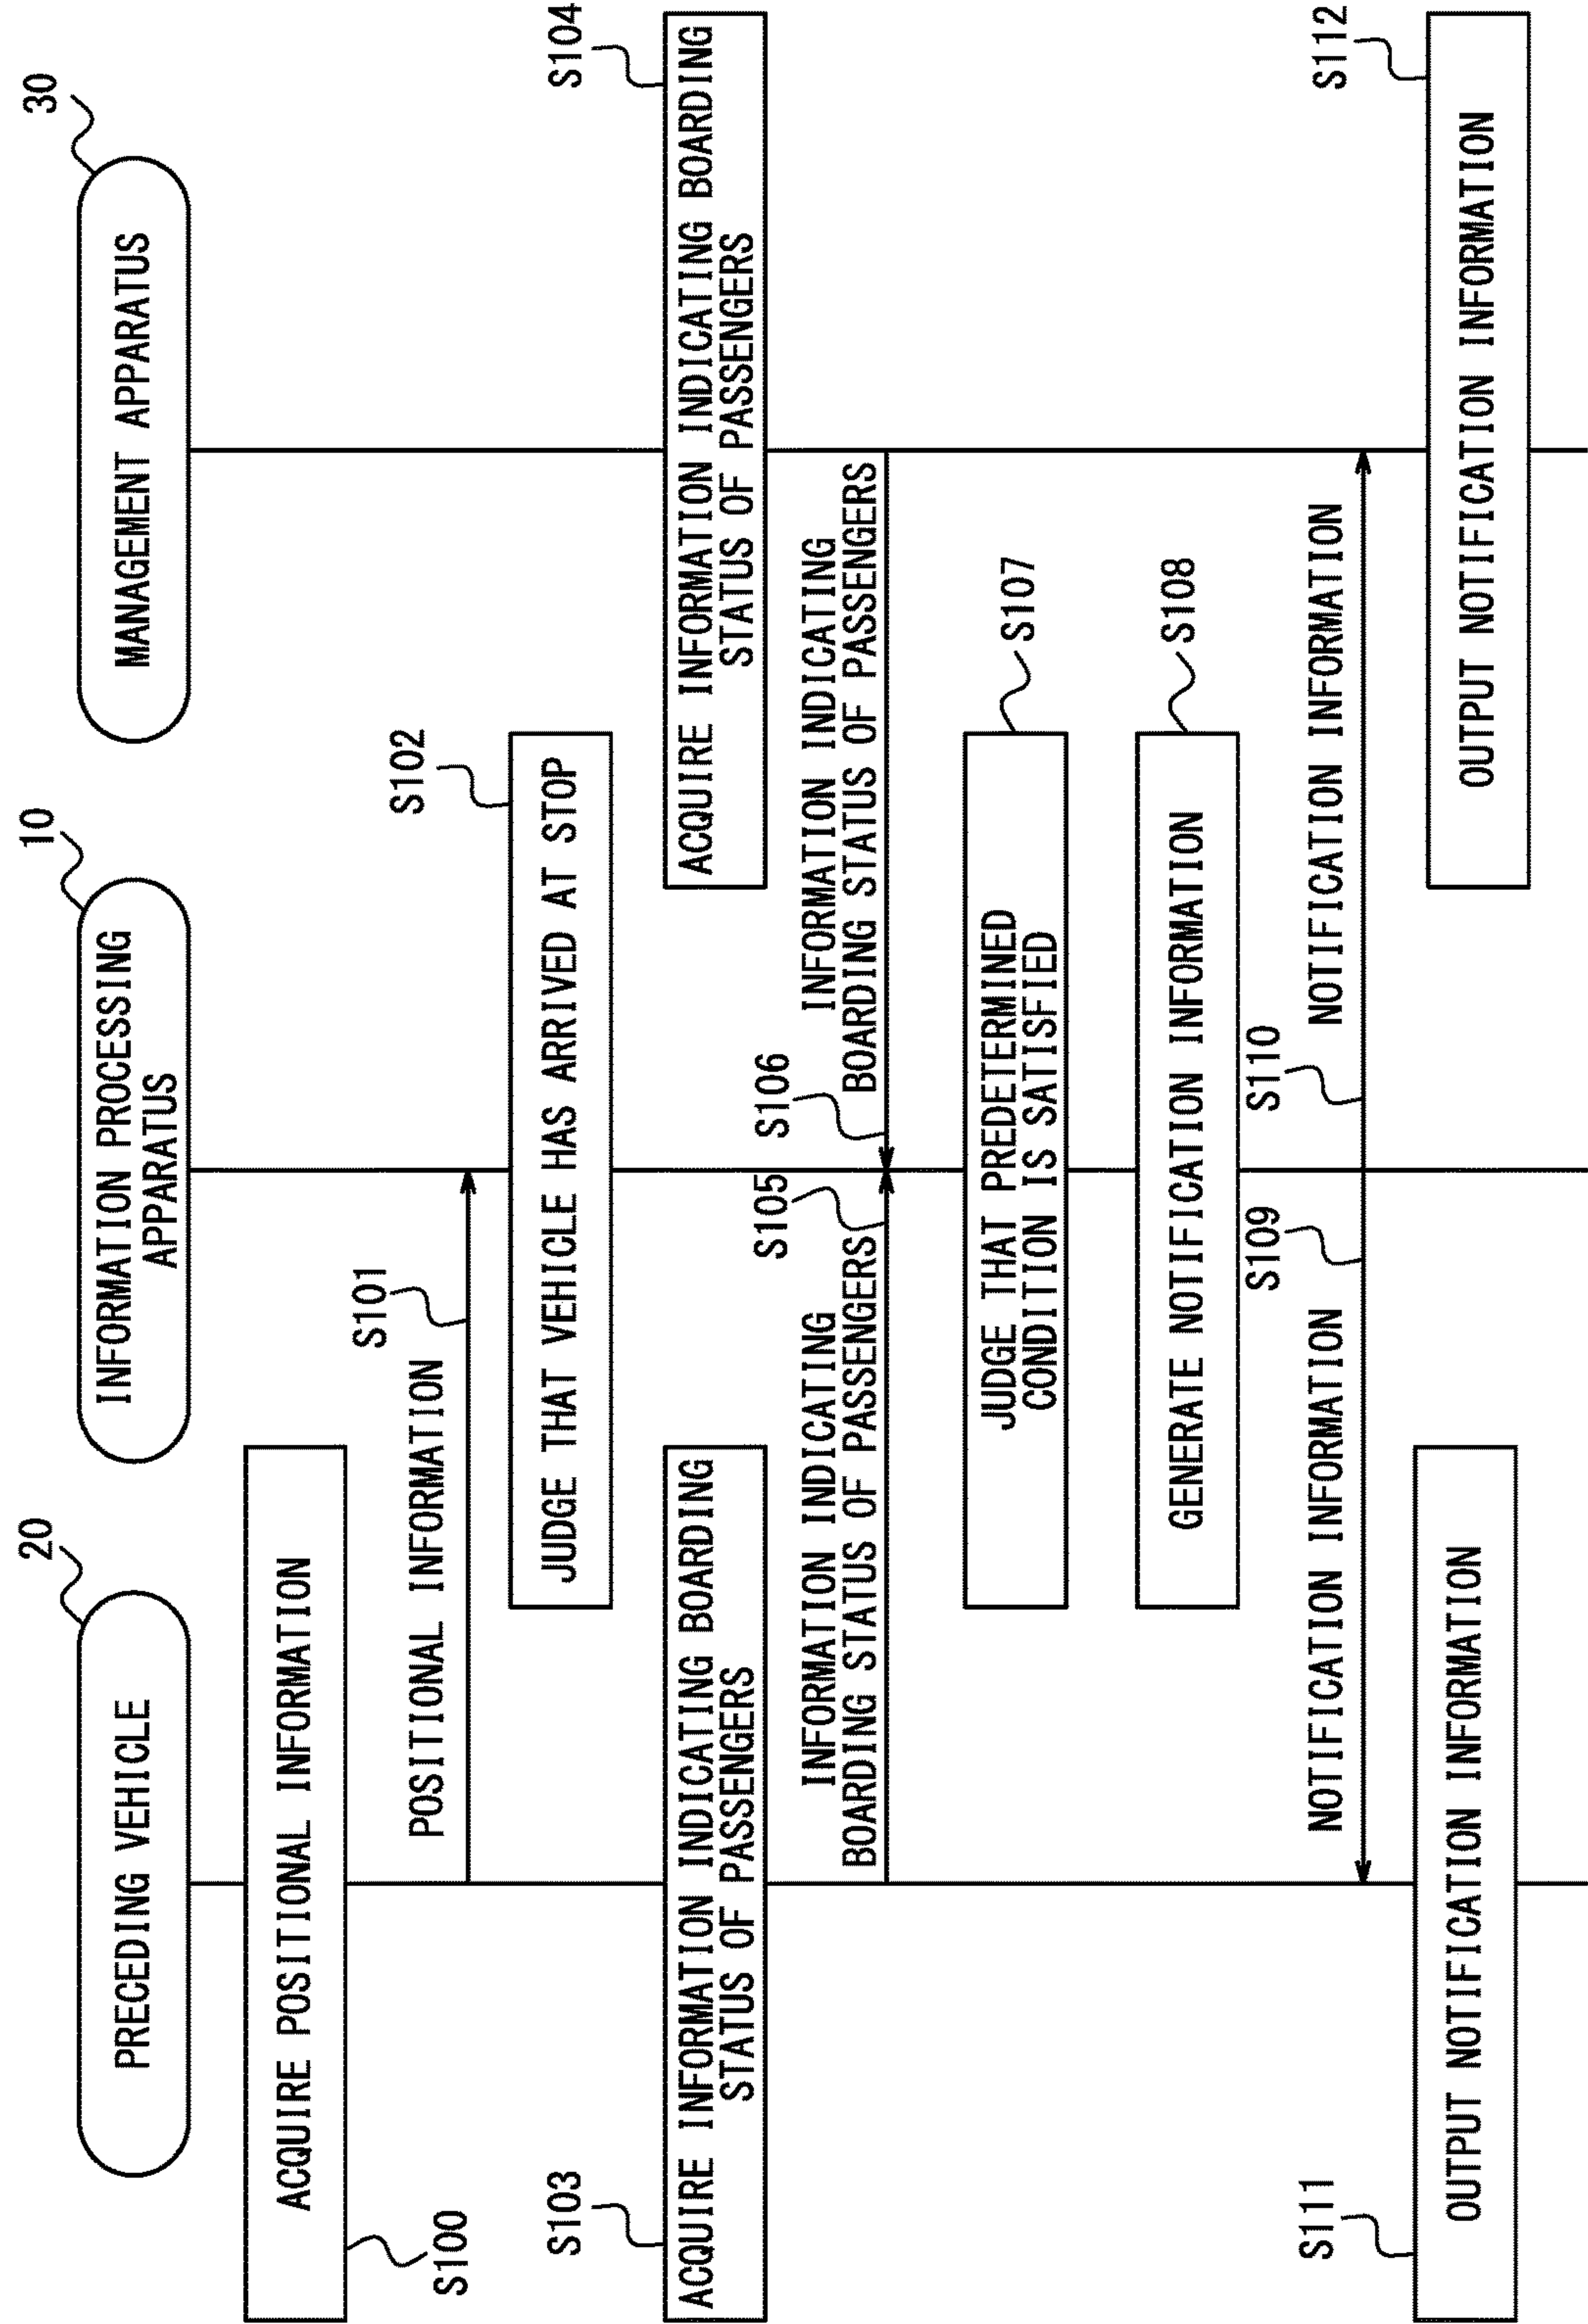 20
10
30
PRECEDING VEHICLE
INFORMATION PROCESSING
APPARATUS
MANAGEMENT APPARATUS
ACQUIRE POSITIONAL INFORMATION
S100
S101
POSITIONAL INFORMATION
S102
JUDGE THAT VEHICLE HAS ARRIVED AT STOP
S103
ACQUIRE INFORMATION INDICATING BOARDING
STATUS OF PASSENGERS
S104
ACQUIRE INFORMATION INDICATING BOARDING
STATUS OF PASSENGERS
S105
INFORMATION INDICATING
BOARDING STATUS OF PASSENGERS
S106
INFORMATION INDICATING
BOARDING STATUS OF PASSENGERS
JUDGE THAT PREDETERMINED
CONDITION IS SATISFIED
S107
GENERATE NOTIFICATION INFORMATION
S108
S109
NOTIFICATION INFORMATION
S110
NOTIFICATION INFORMATION
S111
OUTPUT NOTIFICATION INFORMATION
S112
OUTPUT NOTIFICATION INFORMATION